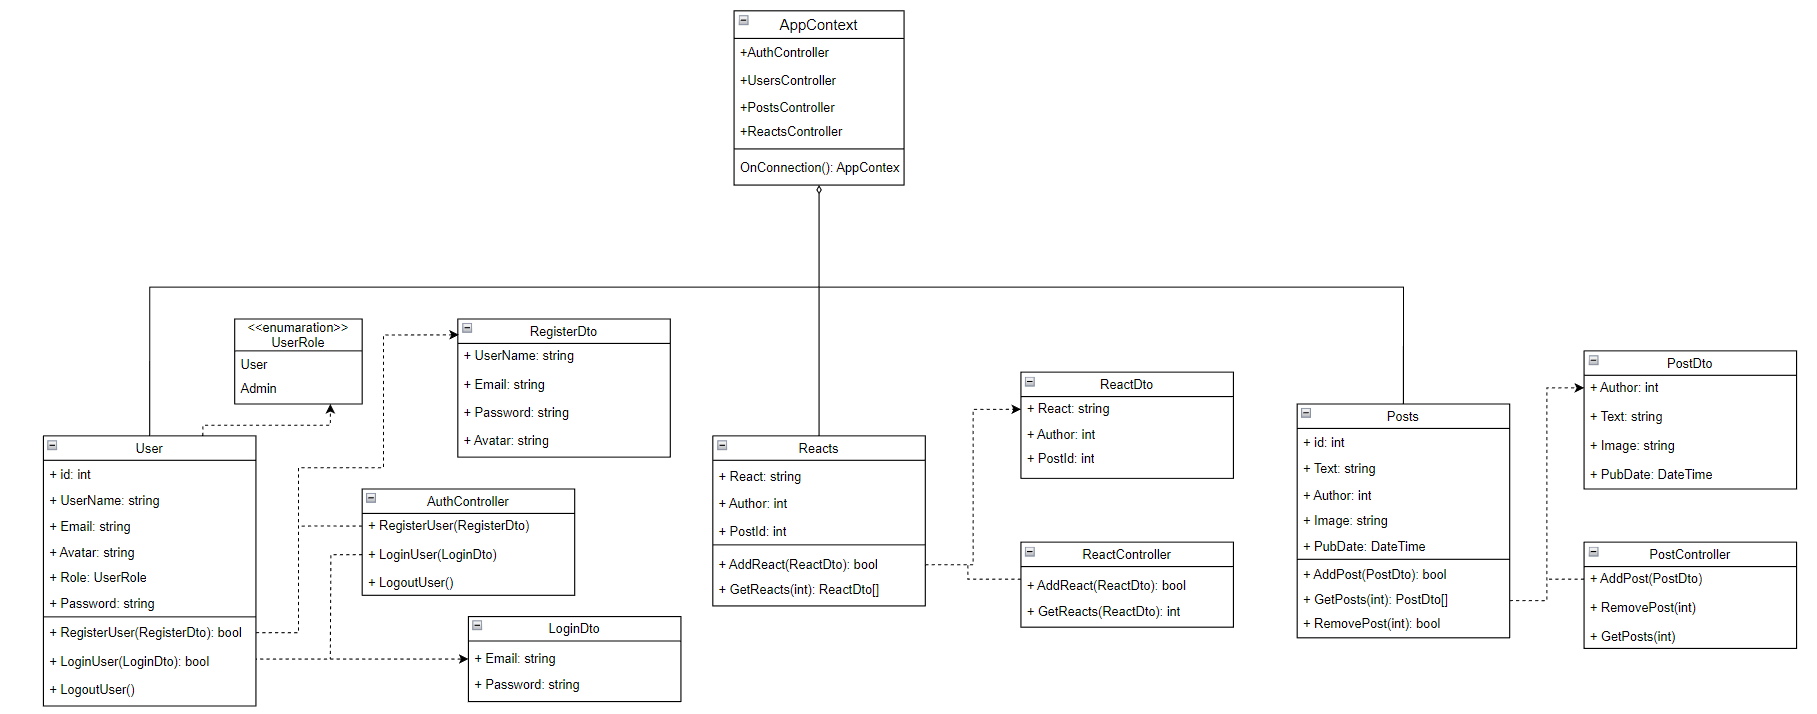 AppContext
+AuthController
+UsersController
+PostsController
+ReactsController
OnConnection(): AppContex
<<enumaration>>
UserRole
User
Admin
RegisterDto
+ UserName: string
+ Email: string
+ Password: string
+ Avatar: string
User
+ id: int
+ UserName: string
+ Email: string
+ Avatar: string
+ Role: UserRole
+ Password: string
+ RegisterUser(RegisterDto): bool
+ LoginUser(LoginDto): bool
+ LogoutUser()
AuthController
+ RegisterUser(RegisterDto)
+ LoginUser(LoginDto)
+ LogoutUser()
LoginDto
+ Email: string
+ Password: string
Reacts
+ React: string
+ Author: int
+ PostId: int
+ AddReact(ReactDto): bool
+ GetReacts(int): ReactDto[]
ReactDto
+ React: string
+ Author: int
+ PostId: int
ReactController
+ AddReact(ReactDto): bool
+ GetReacts(ReactDto): int
Posts
+ id: int
+ Text: string
+ Author: int
+ Image: string
+ PubDate: DateTime
+ AddPost(PostDto): bool
+ GetPosts(int): PostDto[]
+ RemovePost(int): bool
PostDto
+ Author: int
+ Text: string
+ Image: string
+ PubDate: DateTime
PostController
+ AddPost(PostDto)
+ RemovePost(int)
+ GetPosts(int)